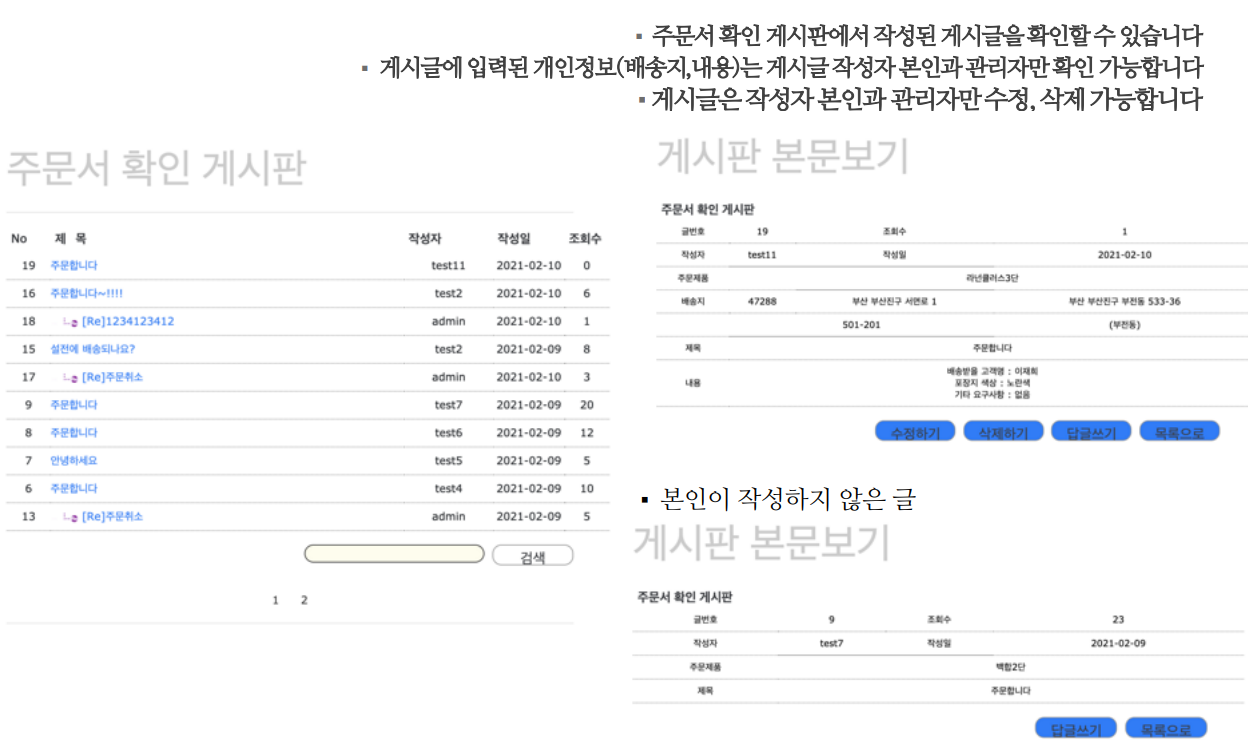 ▪ 주문서 확인 게시판에서 작성된 게시글을 확인할 수 있습니다
▪ 게시글에 입력된 개인정보(배송지,내용)는 게시글 작성자 본인과 관리자만 확인 가능합니다
▪ 게시글은 작성자 본인과 관리자만 수정, 삭제 가능합니다
주문서 확인 게시판
No 제 목 작성자 작성일 조회수
19 주문합니다 test11 2021-02-10 0
16 주문합니다~!!!! test2 2021-02-10 6
18 [Re]1234123412 admin 2021-02-10 1
15 설전에 배송되나요? test2 2021-02-09 8
17 [Re]주문취소 admin 2021-02-10 3
9 주문합니다 test7 2021-02-09 20
8 주문합니다 test6 2021-02-09 12
7 안녕하세요 test5 2021-02-09 5
6 주문합니다 test4 2021-02-09 10
13 [Re]주문취소 admin 2021-02-09 5
검색
1 2
게시판 본문보기
주문서 확인 게시판
글번호 19 조회수 1
작성자 test11 작성일 2021-02-10
주문제품 라넌큘러스3단
배송지 47288 부산 부산진구 서면로 1 부산 부산진구 부전동 533-36
501-201 (부전동)
제목 주문합니다
내용 배송받을 고객명 : 이재희
포장지 색상 : 노란색
기타 요구사항 : 없음
수정하기 삭제하기 답글쓰기 목록으로
▪ 본인이 작성하지 않은 글
게시판 본문보기
주문서 확인 게시판
글번호 9 조회수 23
작성자 test7 작성일 2021-02-09
주문제품 백합2단
제목 주문합니다
답글쓰기 목록으로